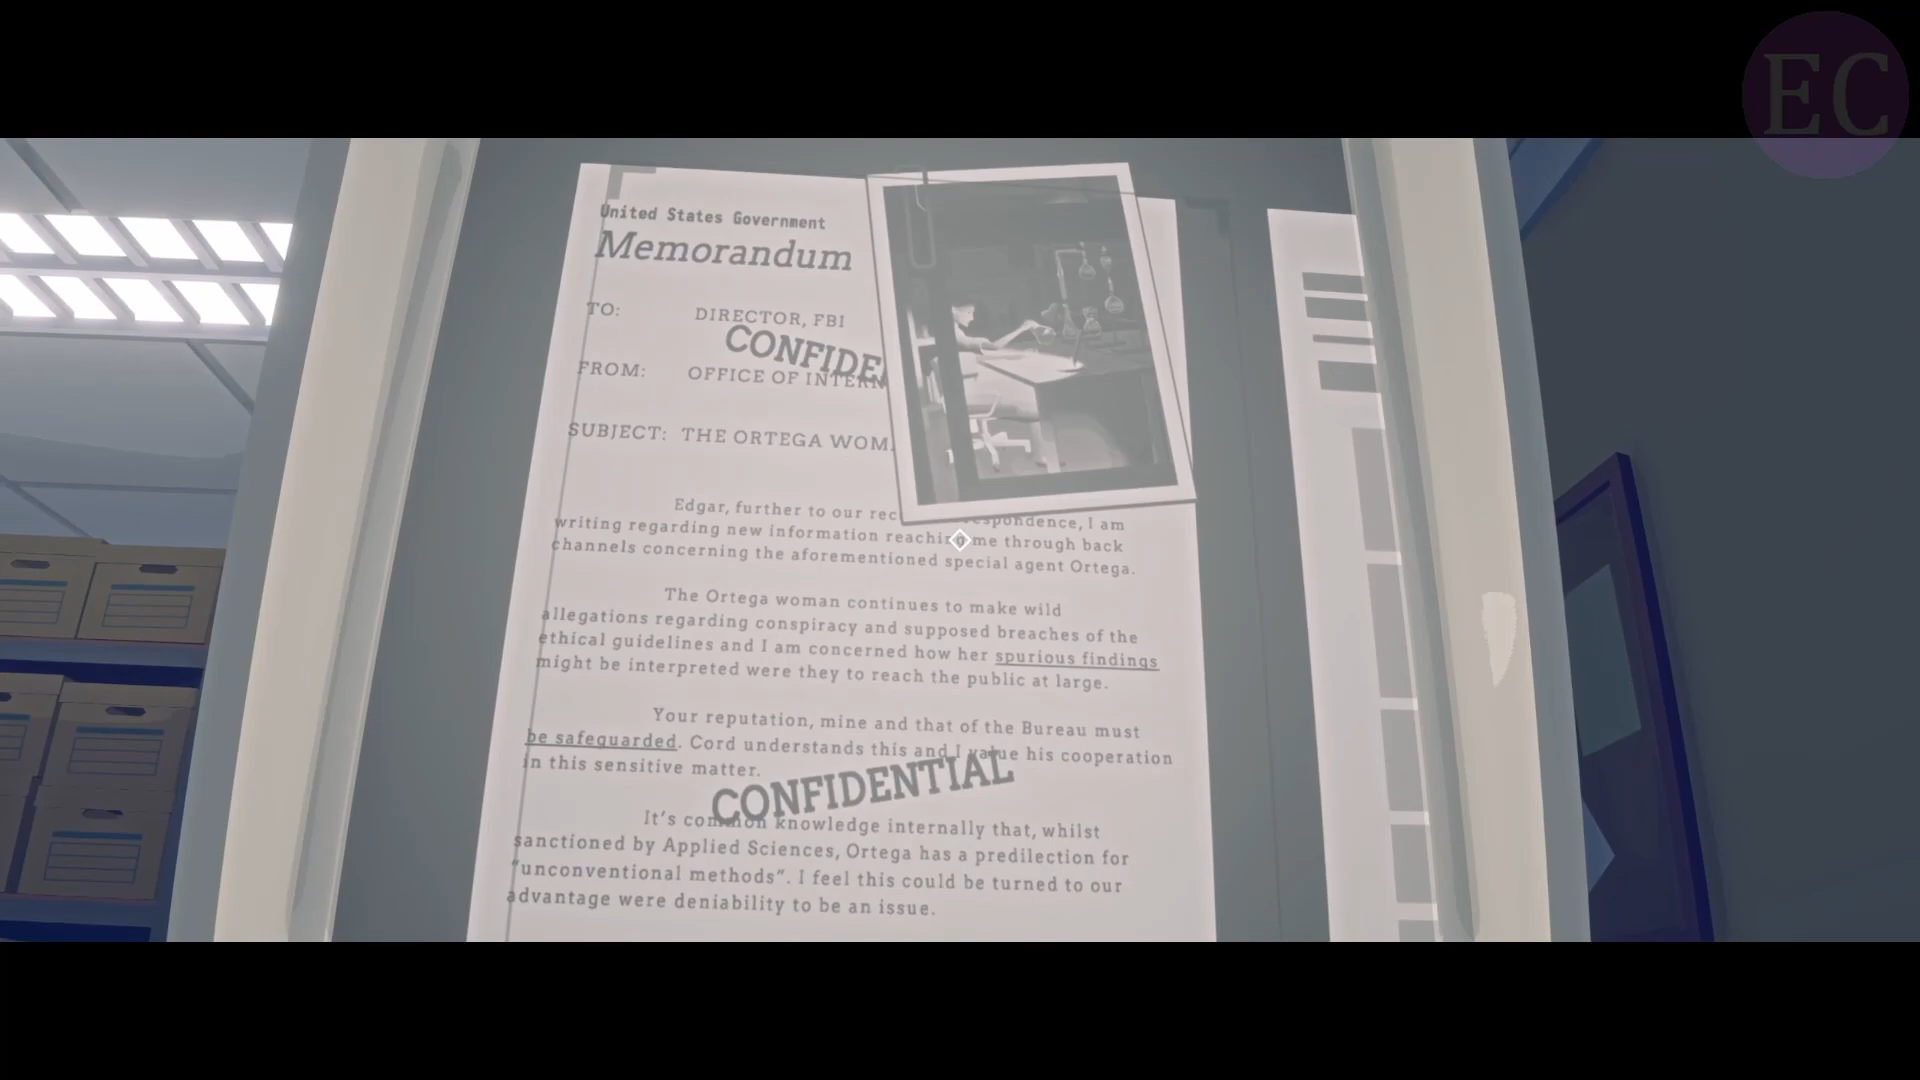 EC
United States Government
Memorandum
TO: DIRECTOR, FBI
CONFIDE
FROM: OFFICE OF INTERN
SUBJECT: THE ORTEGA WOM
Edgar, further to our rec spondence, I am
writing regarding new information reaching me through back
channels concerning the aforementioned special agent Ortega.
The Ortega woman continues to make wild
allegations regarding conspiracy and supposed breaches of the
ethical guidelines and I am concerned how her spurious findings
might be interpreted were they to reach the public at large.
Your reputation, mine and that of the Bureau must
be safeguarded. Cord understands this and I value his cooperation
in this sensitive matter.
CONFIDENTIAL
It's common knowledge internally that, whilst
sanctioned by Applied Sciences, Ortega has a predilection for
"unconventional methods". I feel this could be turned to our
advantage were deniability to be an issue.